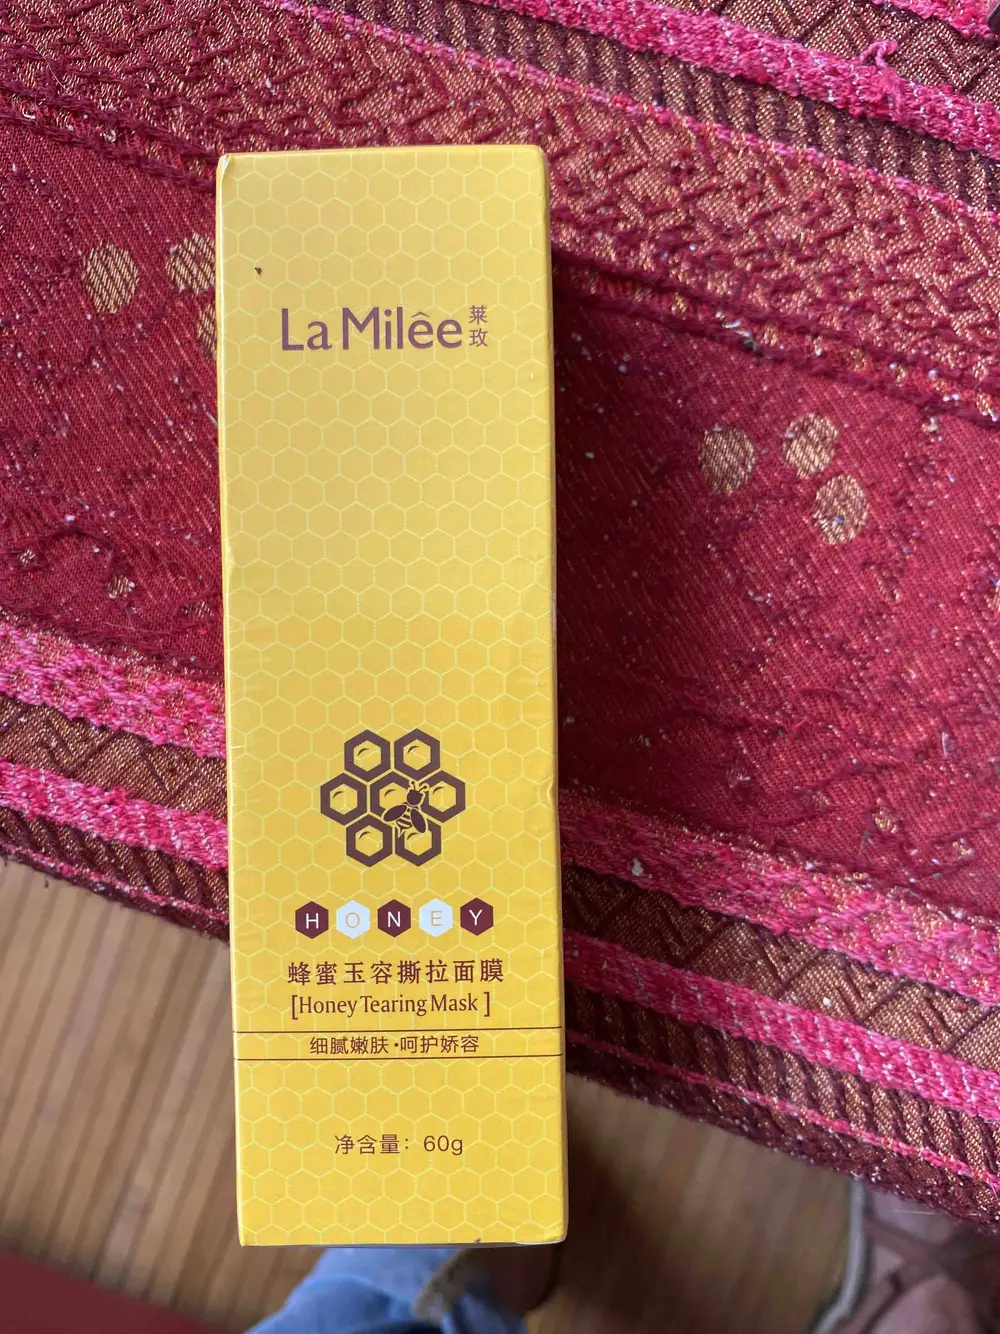 La Milêe 莱玫
HONEY
蜂蜜玉容撕拉面膜
[Honey Tearing Mask]
细腻嫩肤·呵护娇容
净含量：60g